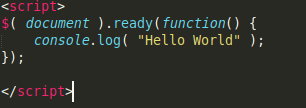 <script>
$( document ).ready(function() {
    console.log( "Hello World" );
});

</script>